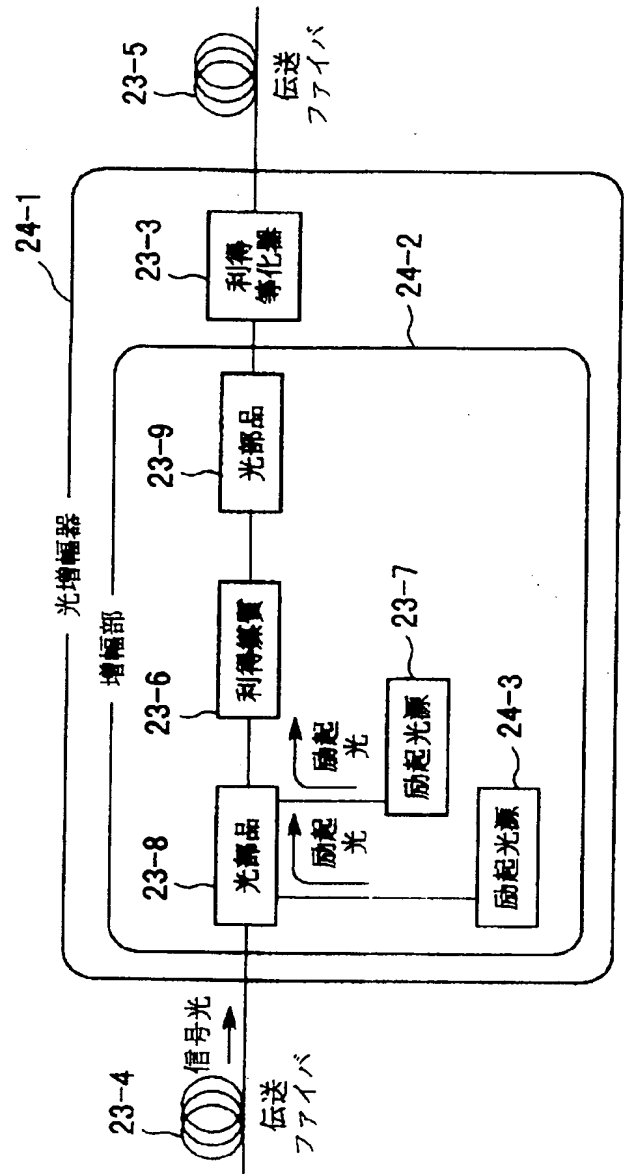 24-1
光増幅器
増幅部
24-2
23-4
信号光
伝送
ファイバ
23-8
光部品
23-6
利得媒質
23-9
光部品
23-3
利得
等化器
23-5
伝送
ファイバ
励起
光
励起
光
23-7
励起光源
24-3
励起光源